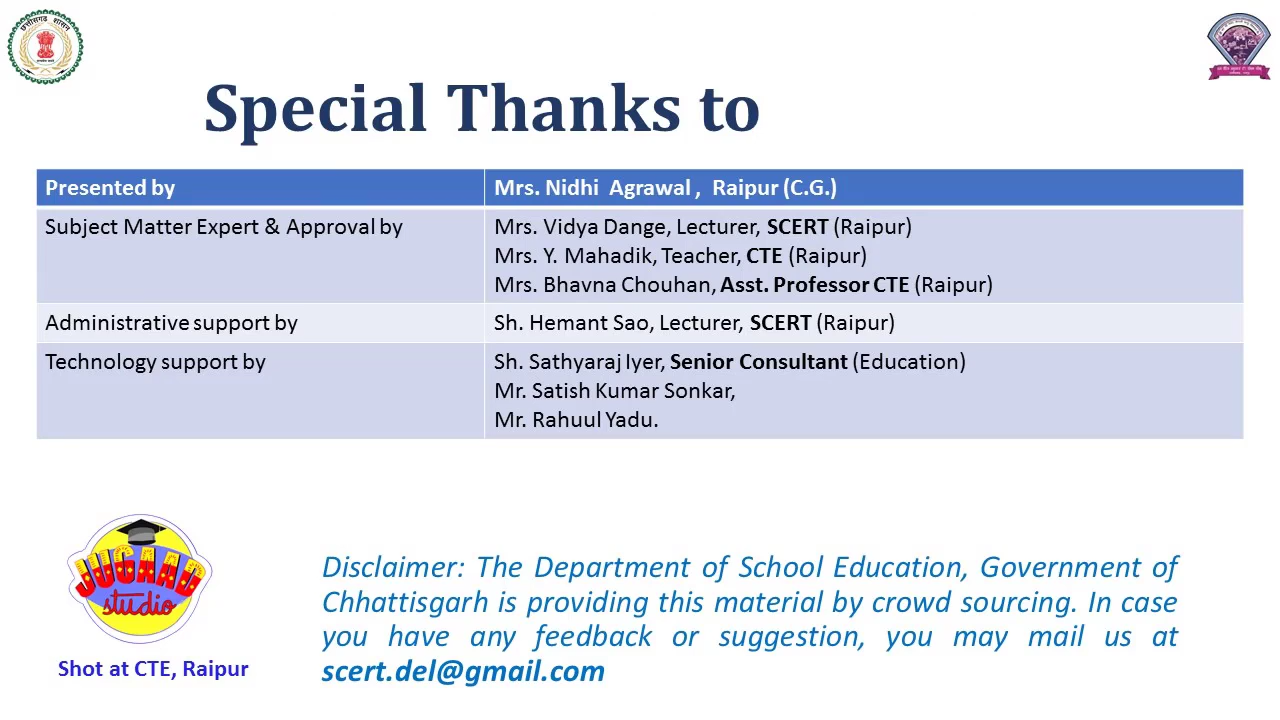 छत्तीसगढ़ शासन
Special Thanks to
Presented by
Mrs. Nidhi Agrawal , Raipur (C.G.)
Subject Matter Expert & Approval by
Mrs. Vidya Dange, Lecturer, SCERT (Raipur)
Mrs. Y. Mahadik, Teacher, CTE (Raipur)
Mrs. Bhavna Chouhan, Asst. Professor CTE (Raipur)
Administrative support by
Sh. Hemant Sao, Lecturer, SCERT (Raipur)
Technology support by
Sh. Sathyaraj Iyer, Senior Consultant (Education)
Mr. Satish Kumar Sonkar,
Mr. Rahuul Yadu.
JUGAAD
studio
Shot at CTE, Raipur
Disclaimer: The Department of School Education, Government of
Chhattisgarh is providing this material by crowd sourcing. In case
you have any feedback or suggestion, you may mail us at
scert.del@gmail.com